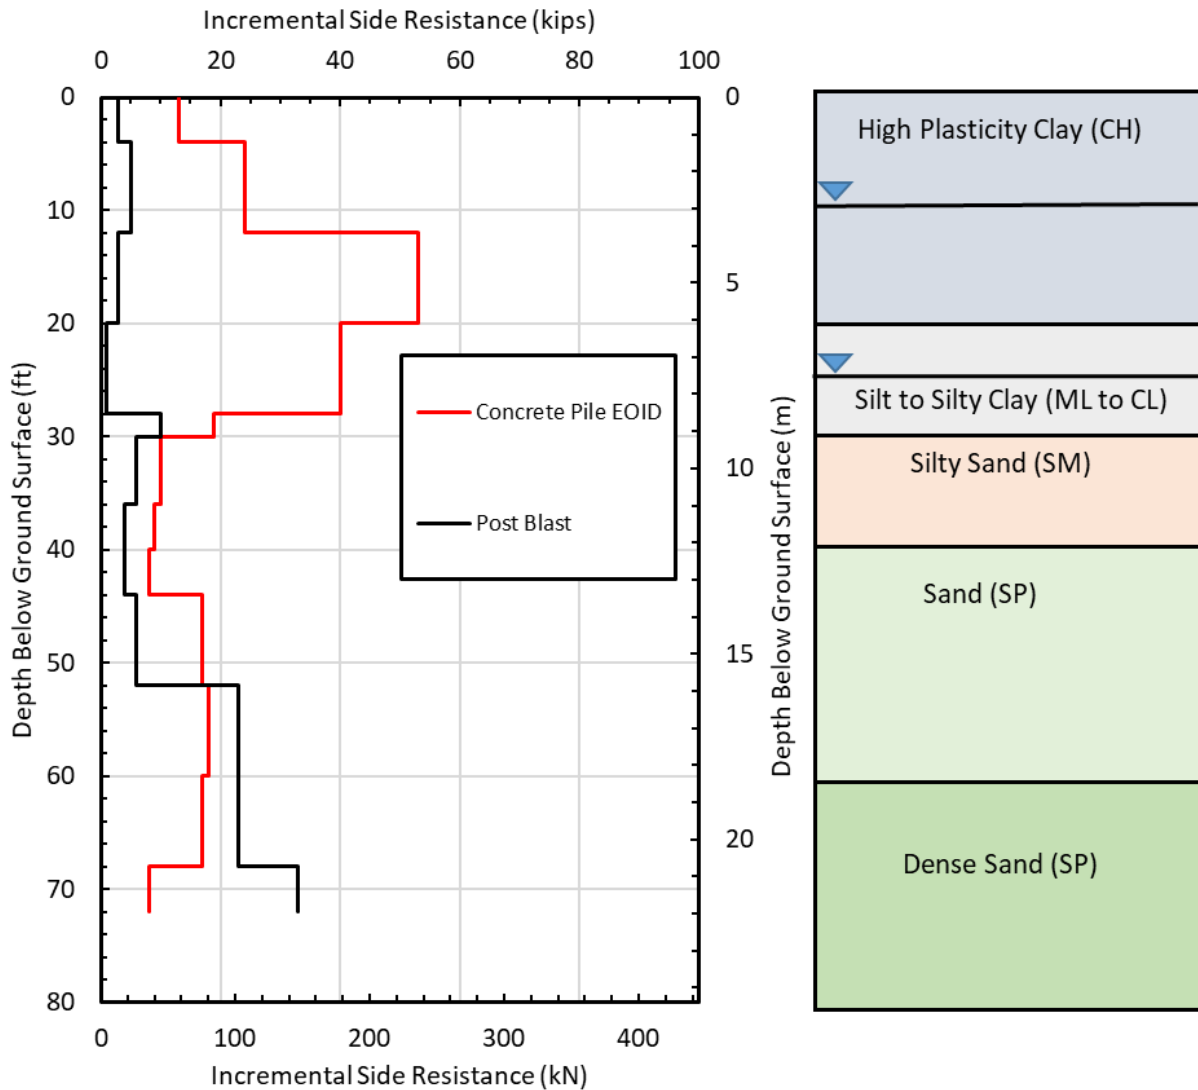 Incremental Side Resistance (kips)
0 20 40 60 80 100
Depth Below Ground Surface (ft)
0
10
20
30
40
50
60
70
80
Concrete Pile EOID
Post Blast
0
5
10
15
20
Depth Below Ground Surface (m)
0 100 200 300 400
Incremental Side Resistance (kN)
High Plasticity Clay (CH)
Silt to Silty Clay (ML to CL)
Silty Sand (SM)
Sand (SP)
Dense Sand (SP)